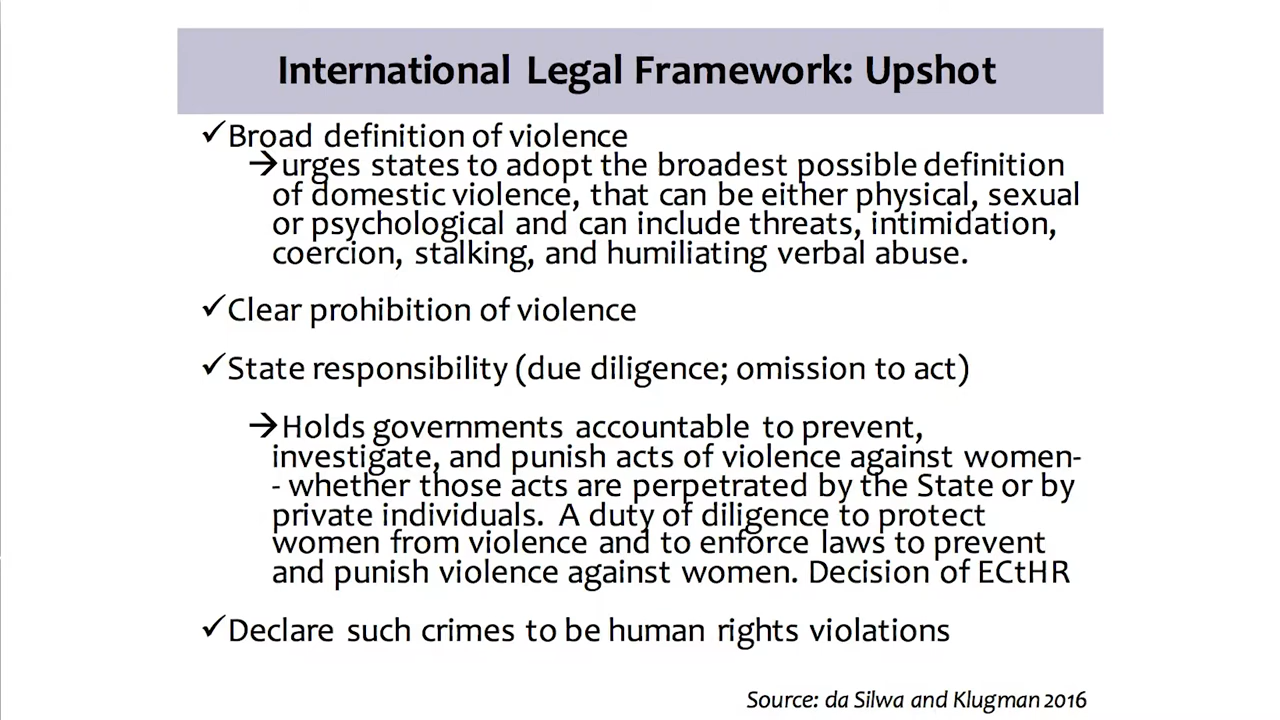 International Legal Framework: Upshot
✓Broad definition of violence
→urges states to adopt the broadest possible definition
of domestic violence, that can be either physical, sexual
or psychological and can include threats, intimidation,
coercion, stalking, and humiliating verbal abuse.
✓Clear prohibition of violence
✓State responsibility (due diligence; omission to act)
→Holds governments accountable to prevent,
investigate, and punish acts of violence against women-
- whether those acts are perpetrated by the State or by
private individuals. A duty of diligence to protect
women from violence and to enforce laws to prevent
and punish violence against women. Decision of ECtHR
✓Declare such crimes to be human rights violations
Source: da Silwa and Klugman 2016